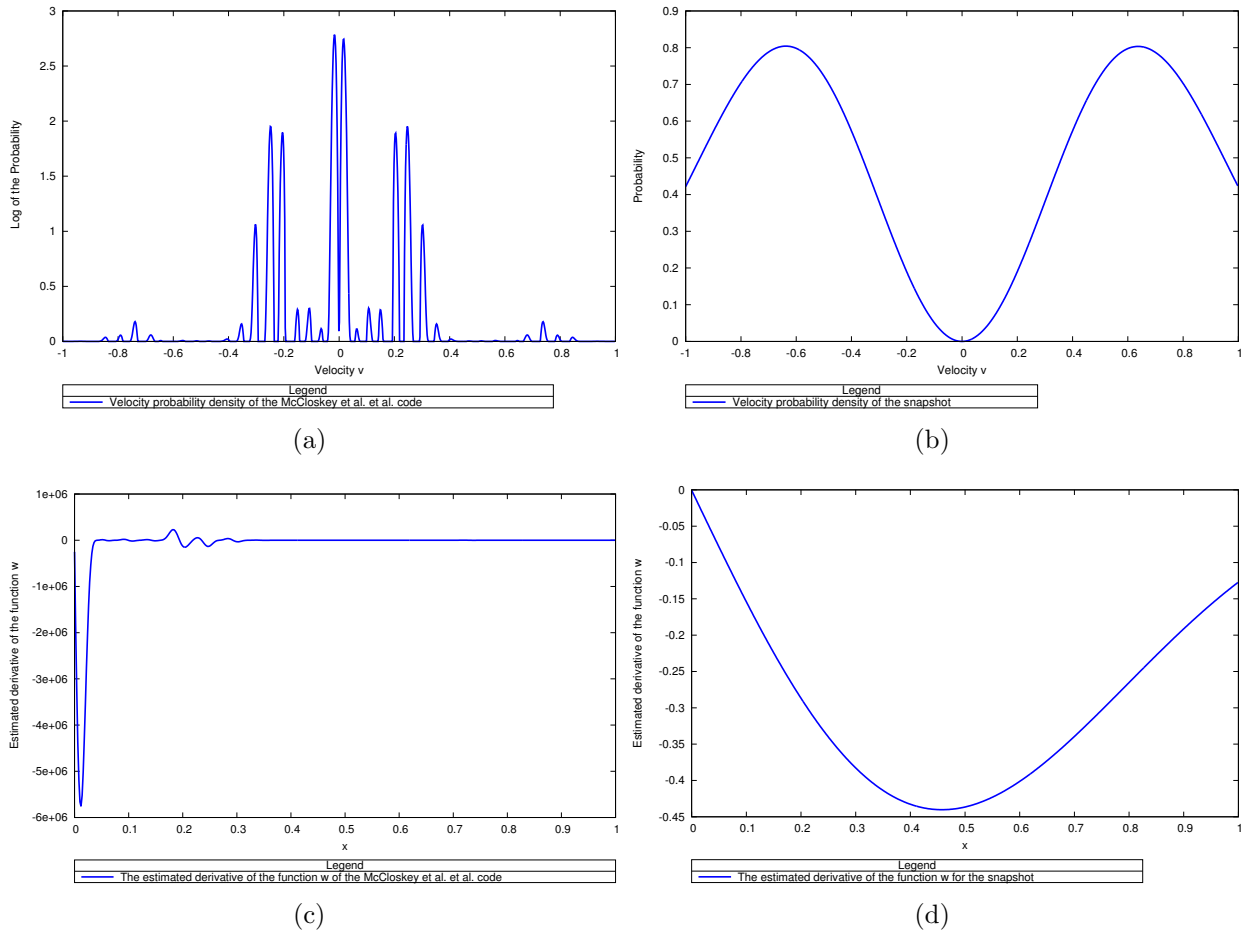 3
2.5
2
1.5
1
0.5
0
-1 -0.8 -0.6 -0.4 -0.2 0 0.2 0.4 0.6 0.8 1
Log of the Probability
Velocity v
Legend
Velocity probability density of the McCloskey et al. et al. code
(a)
0.9
0.8
0.7
0.6
0.5
0.4
0.3
0.2
0.1
0
-1 -0.8 -0.6 -0.4 -0.2 0 0.2 0.4 0.6 0.8 1
Probability
Velocity v
Legend
Velocity probability density of the snapshot
(b)
1e+06
0
-1e+06
-2e+06
-3e+06
-4e+06
-5e+06
-6e+06
0 0.1 0.2 0.3 0.4 0.5 0.6 0.7 0.8 0.9 1
Estimated derivative of the function w
x
Legend
The estimated derivative of the function w of the McCloskey et al. et al. code
(c)
0
-0.05
-0.1
-0.15
-0.2
-0.25
-0.3
-0.35
-0.4
-0.45
0 0.1 0.2 0.3 0.4 0.5 0.6 0.7 0.8 0.9 1
Estimated derivative of the function w
x
Legend
The estimated derivative of the function w for the snapshot
(d)